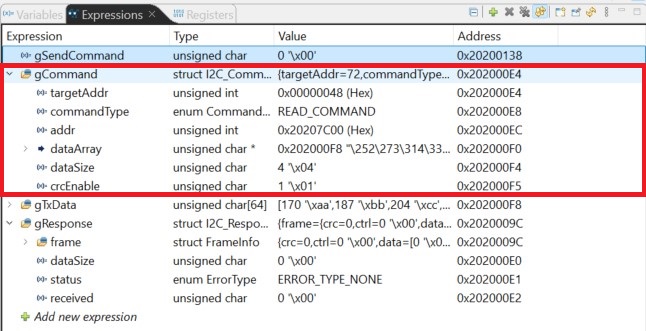 Variables Expressions Registers
Expression Type Value Address
gSendCommand unsigned char 0 '\x00' 0x20200138
gCommand struct I2C_Comm... {targetAddr=72,commandType... 0x202000E4
targetAddr unsigned int 0x00000048 (Hex) 0x202000E4
commandType enum Command... READ_COMMAND 0x202000E8
addr unsigned int 0x20207C00 (Hex) 0x202000EC
dataArray unsigned char * 0x202000F8 "\252\273\314\33... 0x202000F0
dataSize unsigned char 4 '\x04' 0x202000F4
crcEnable unsigned char 1 '\x01' 0x202000F5
gTxData unsigned char[64] [170 '\xaa',187 '\xbb',204 '\xcc',... 0x202000F8
gResponse struct I2C_Respo... {frame={crc=0,ctrl=0 '\x00',data... 0x2020009C
frame struct FrameInfo {crc=0,ctrl=0 '\x00',data=[0 '\x0... 0x2020009C
dataSize unsigned char 0 '\x00' 0x202000E0
status enum ErrorType ERROR_TYPE_NONE 0x202000E1
received unsigned char 0 '\x00' 0x202000E2
Add new expression